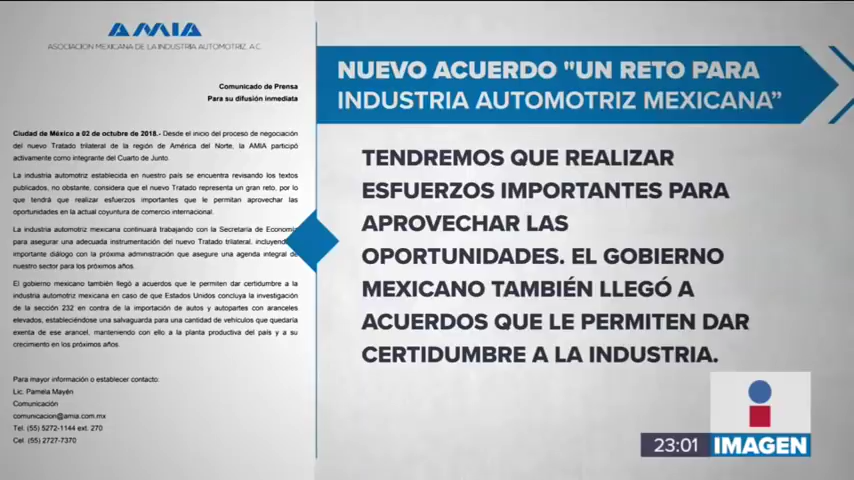 AMIA
ASOCIACION MEXICANA DE LA INDUSTRIA AUTOMOTRIZ, A.C.
Comunicado de Prensa
Para su difusión inmediata
Ciudad de México a 02 de octubre de 2018.- Desde el inicio del proceso de negociación
del nuevo Tratado trilateral de la región de América del Norte, la AMIA participó
activamente como integrante del Cuarto de Junto.
La industria automotriz establecida en nuestro país se encuentra revisando los textos
publicados, no obstante, considera que el nuevo Tratado representa un gran reto, por lo
que tendrá que realizar esfuerzos importantes que le permitan aprovechar las
oportunidades en la actual coyuntura de comercio internacional.
La industria automotriz mexicana continuará trabajando con la Secretaría de Economía
para asegurar una adecuada instrumentación del nuevo Tratado trilateral, incluyendo
importante diálogo con la próxima administración que asegure una agenda integral de
nuestro sector para los próximos años.
El gobierno mexicano también llegó a acuerdos que le permiten dar certidumbre a la
industria automotriz mexicana en caso de que Estados Unidos concluya la investigación
de la sección 232 en contra de la importación de autos y autopartes con aranceles
elevados, estableciéndose una salvaguarda para una cantidad de vehículos que quedaría
exenta de ese arancel, manteniendo con ello a la planta productiva del país y a su
crecimiento en los próximos años.
Para mayor información o establecer contacto:
Lic. Pamela Mayén
Comunicación
comunicacion@amia.com.mx
Tel. (55) 5272-1144 ext. 270
Cel. (55) 2727-7370
NUEVO ACUERDO "UN RETO PARA
INDUSTRIA AUTOMOTRIZ MEXICANA”
TENDREMOS QUE REALIZAR
ESFUERZOS IMPORTANTES PARA
APROVECHAR LAS
OPORTUNIDADES. EL GOBIERNO
MEXICANO TAMBIÉN LLEGÓ A
ACUERDOS QUE LE PERMITEN DAR
CERTIDUMBRE A LA INDUSTRIA.
23:01 IMAGEN